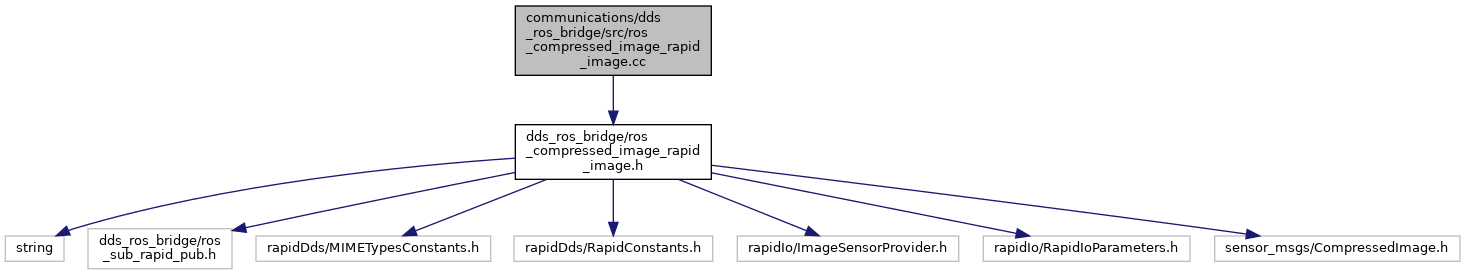 communications/dds
_ros_bridge/src/ros
_compressed_image_rapid
_image.cc
dds_ros_bridge/ros
_compressed_image_rapid
_image.h
string
dds_ros_bridge/ros
_sub_rapid_pub.h
rapidDds/MIMETypesConstants.h
rapidDds/RapidConstants.h
rapidIo/ImageSensorProvider.h
rapidIo/RapidIoParameters.h
sensor_msgs/CompressedImage.h